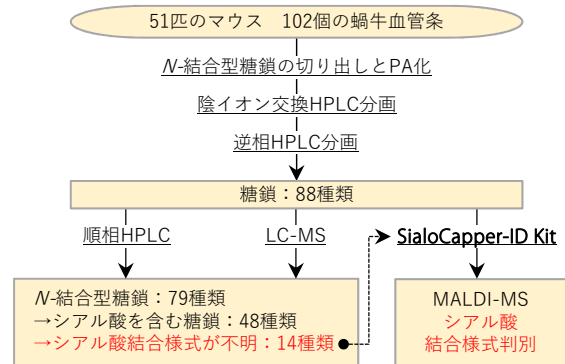 51匹のマウス　102個の蝸牛血管条
N-結合型糖鎖の切り出しとPA化
陰イオン交換HPLC分画
逆相HPLC分画
糖鎖：88種類
順相HPLC
LC-MS
SialoCapper-ID Kit
N-結合型糖鎖：79種類
→シアル酸を含む糖鎖：48種類
→シアル酸結合様式が不明：14種類
MALDI-MS
シアル酸
結合様式判別